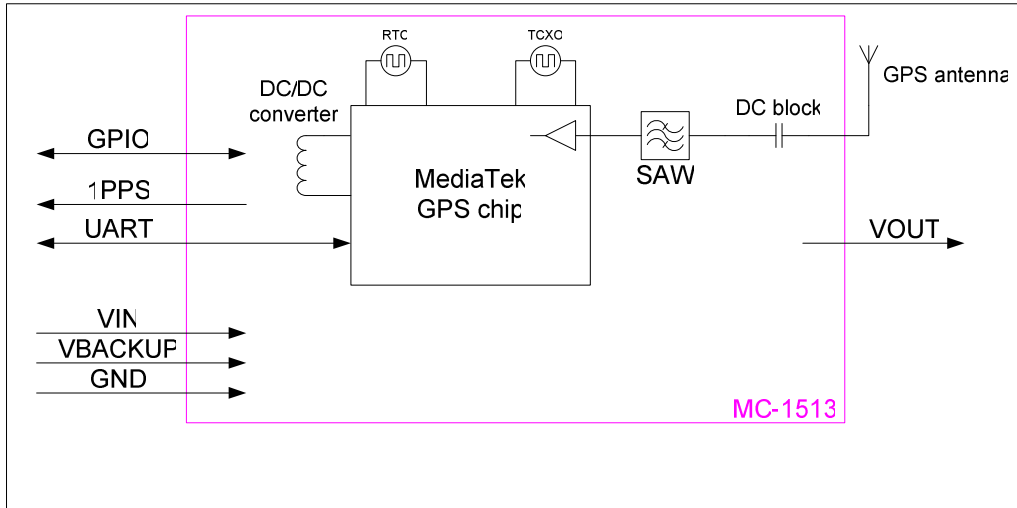 RTC
TCXO
DC/DC
converter
GPS antenna
DC block
GPIO
1PPS
UART
MediaTek
GPS chip
SAW
VOUT
VIN
VBACKUP
GND
MC-1513